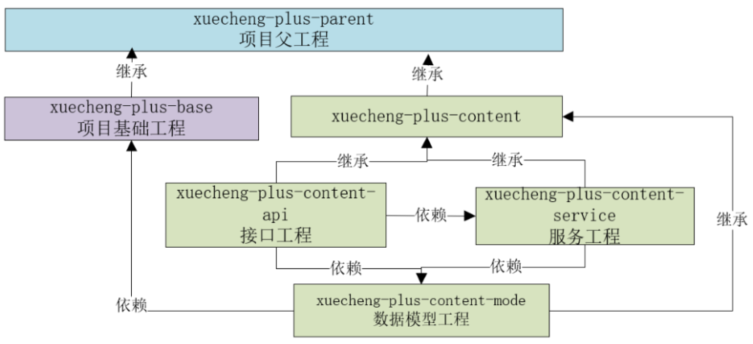 xuecheng-plus-parent
项目父工程
继承
继承
xuecheng-plus-base
项目基础工程
xuecheng-plus-content
继承
继承
xuecheng-plus-content-
api
接口工程
依赖
xuecheng-plus-content-
service
服务工程
继承
依赖
依赖
依赖
xuecheng-plus-content-mode
数据模型工程